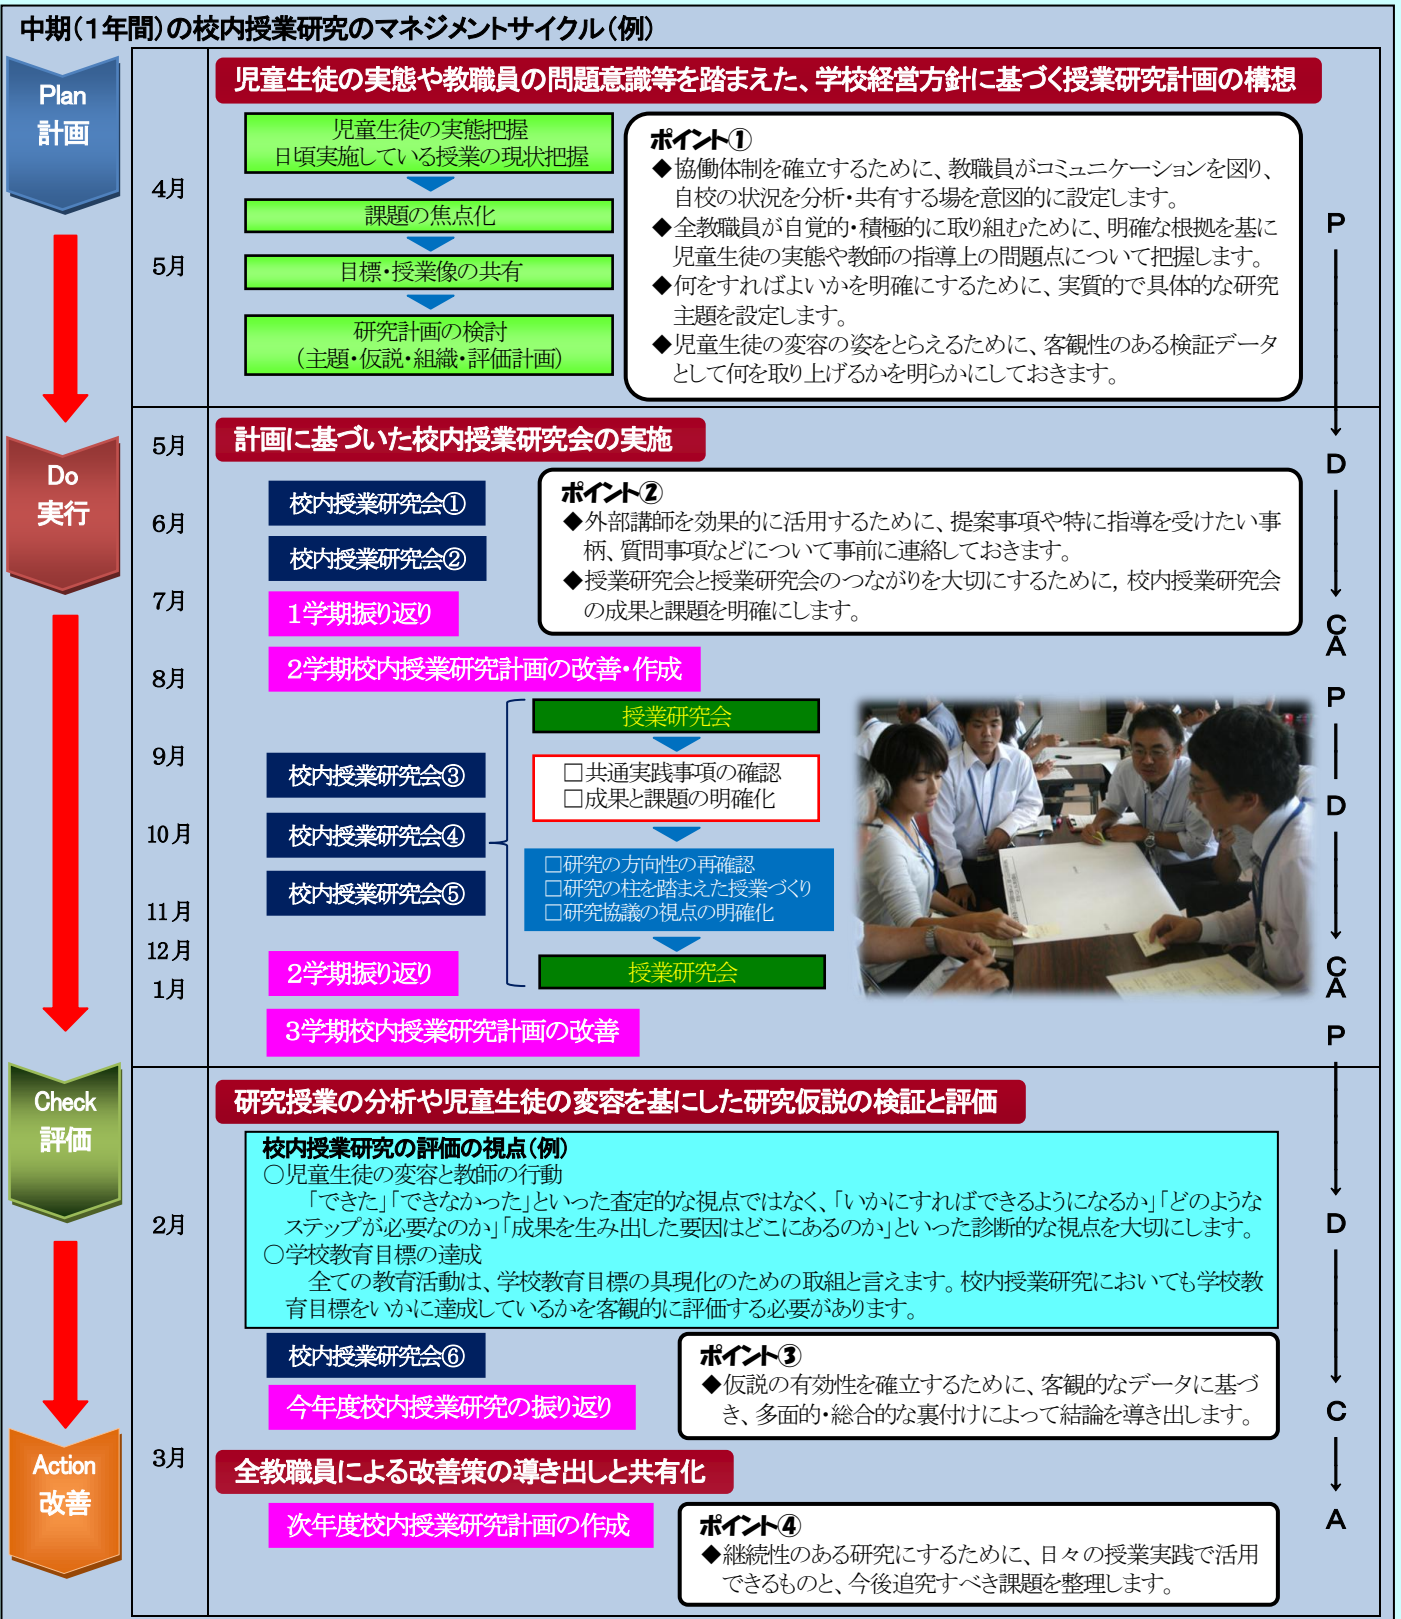 中期(1年間)の校内授業研究のマネジメントサイクル(例)
Plan
計画
4月
5月
児童生徒の実態や教職員の問題意識等を踏まえた、学校経営方針に基づく授業研究計画の構想
児童生徒の実態把握
日頃実施している授業の現状把握
課題の焦点化
目標・授業像の共有
研究計画の検討
(主題・仮説・組織・評価計画)
ポイント①
◆協働体制を確立するために、教職員がコミュニケーションを図り、
自校の状況を分析・共有する場を意図的に設定します。
◆全教職員が自覚的・積極的に取り組むために、明確な根拠を基に
児童生徒の実態や教師の指導上の問題点について把握します。
◆何をすればよいかを明確にするために、実質的で具体的な研究
主題を設定します。
◆児童生徒の変容の姿をとらえるために、客観性のある検証データ
として何を取り上げるかを明らかにしておきます。
P
Do
実行
5月
6月
7月
8月
9月
10月
11月
12月
1月
計画に基づいた校内授業研究会の実施
校内授業研究会①
校内授業研究会②
1学期振り返り
2学期校内授業研究計画の改善・作成
ポイント②
◆外部講師を効果的に活用するために、提案事項や特に指導を受けたい事
柄、質問事項などについて事前に連絡しておきます。
◆授業研究会と授業研究会のつながりを大切にするために,校内授業研究会
の成果と課題を明確にします。
校内授業研究会③
校内授業研究会④
校内授業研究会⑤
2学期振り返り
3学期校内授業研究計画の改善
授業研究会
□共通実践事項の確認
□成果と課題の明確化
□研究の方向性の再確認
□研究の柱を踏まえた授業づくり
□研究協議の視点の明確化
授業研究会
D
C
A
P
D
C
A
P
Check
評価
2月
研究授業の分析や児童生徒の変容を基にした研究仮説の検証と評価
校内授業研究の評価の視点(例)
○児童生徒の変容と教師の行動
「できた」「できなかった」といった査定的な視点ではなく、「いかにすればできるようになるか」「どのような
ステップが必要なのか」「成果を生み出した要因はどこにあるのか」といった診断的な視点を大切にします。
○学校教育目標の達成
全ての教育活動は、学校教育目標の具現化のための取組と言えます。校内授業研究においても学校教
育目標をいかに達成しているかを客観的に評価する必要があります。
校内授業研究会⑥
今年度校内授業研究の振り返り
ポイント③
◆仮説の有効性を確立するために、客観的なデータに基づ
き、多面的・総合的な裏付けによって結論を導き出します。
D
C
Action
改善
3月
全教職員による改善策の導き出しと共有化
次年度校内授業研究計画の作成
ポイント④
◆継続性のある研究にするために、日々の授業実践で活用
できるものと、今後追究すべき課題を整理します。
A